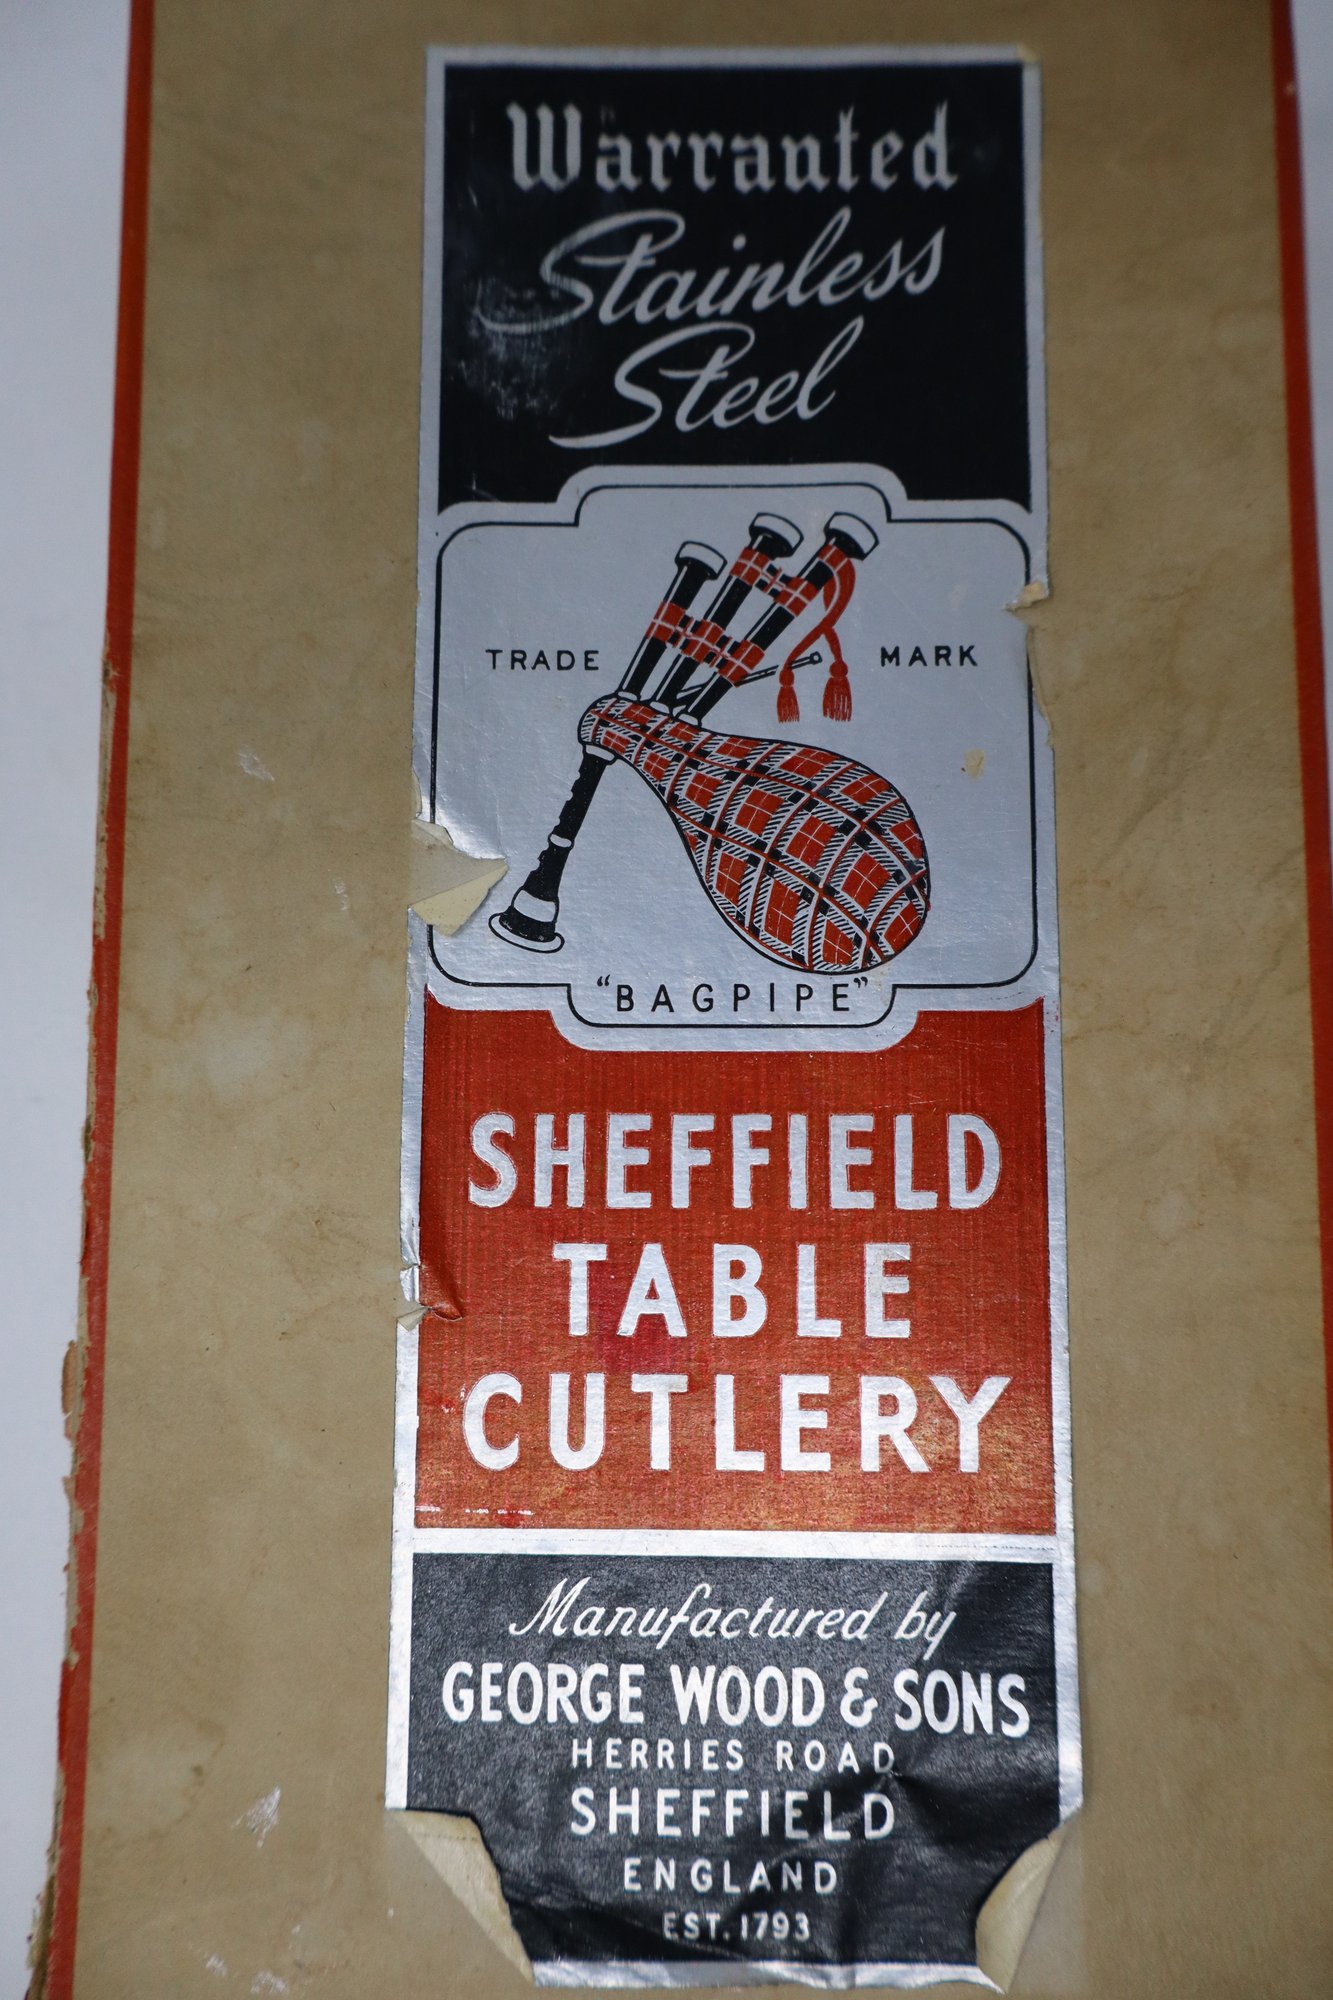 Warranted
Stainless
Steel
TRADE MARK
"BAGPIPE"
SHEFFIELD
TABLE
CUTLERY
Manufactured by
GEORGE WOOD & SONS
HERRIES ROAD
SHEFFIELD
ENGLAND
EST. 1793